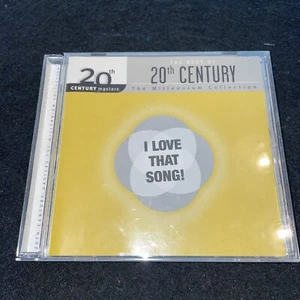 THE BEST OF
20th
20th CENTURY
CENTURY masters
The Millennium Collection
I LOVE
THAT
SONG!